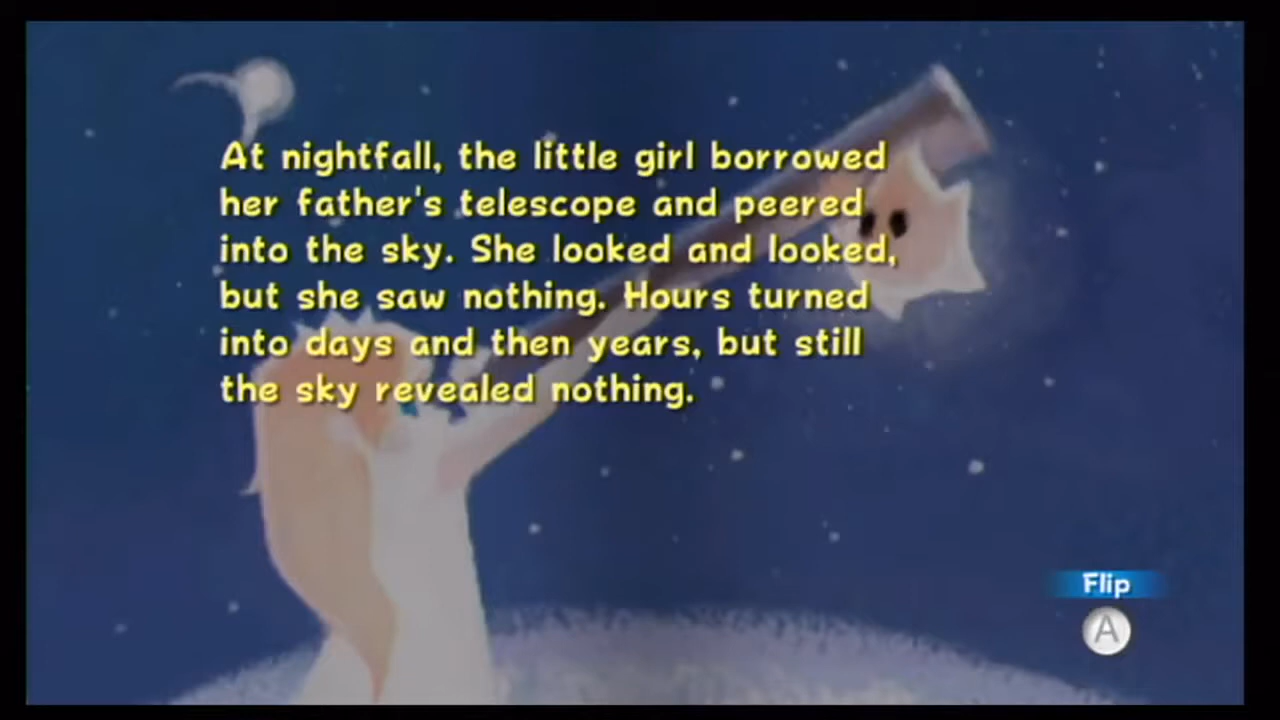 At nightfall, the little girl borrowed
her father's telescope and peered
into the sky. She looked and looked,
but she saw nothing. Hours turned
into days and then years, but still
the sky revealed nothing.
Flip
A